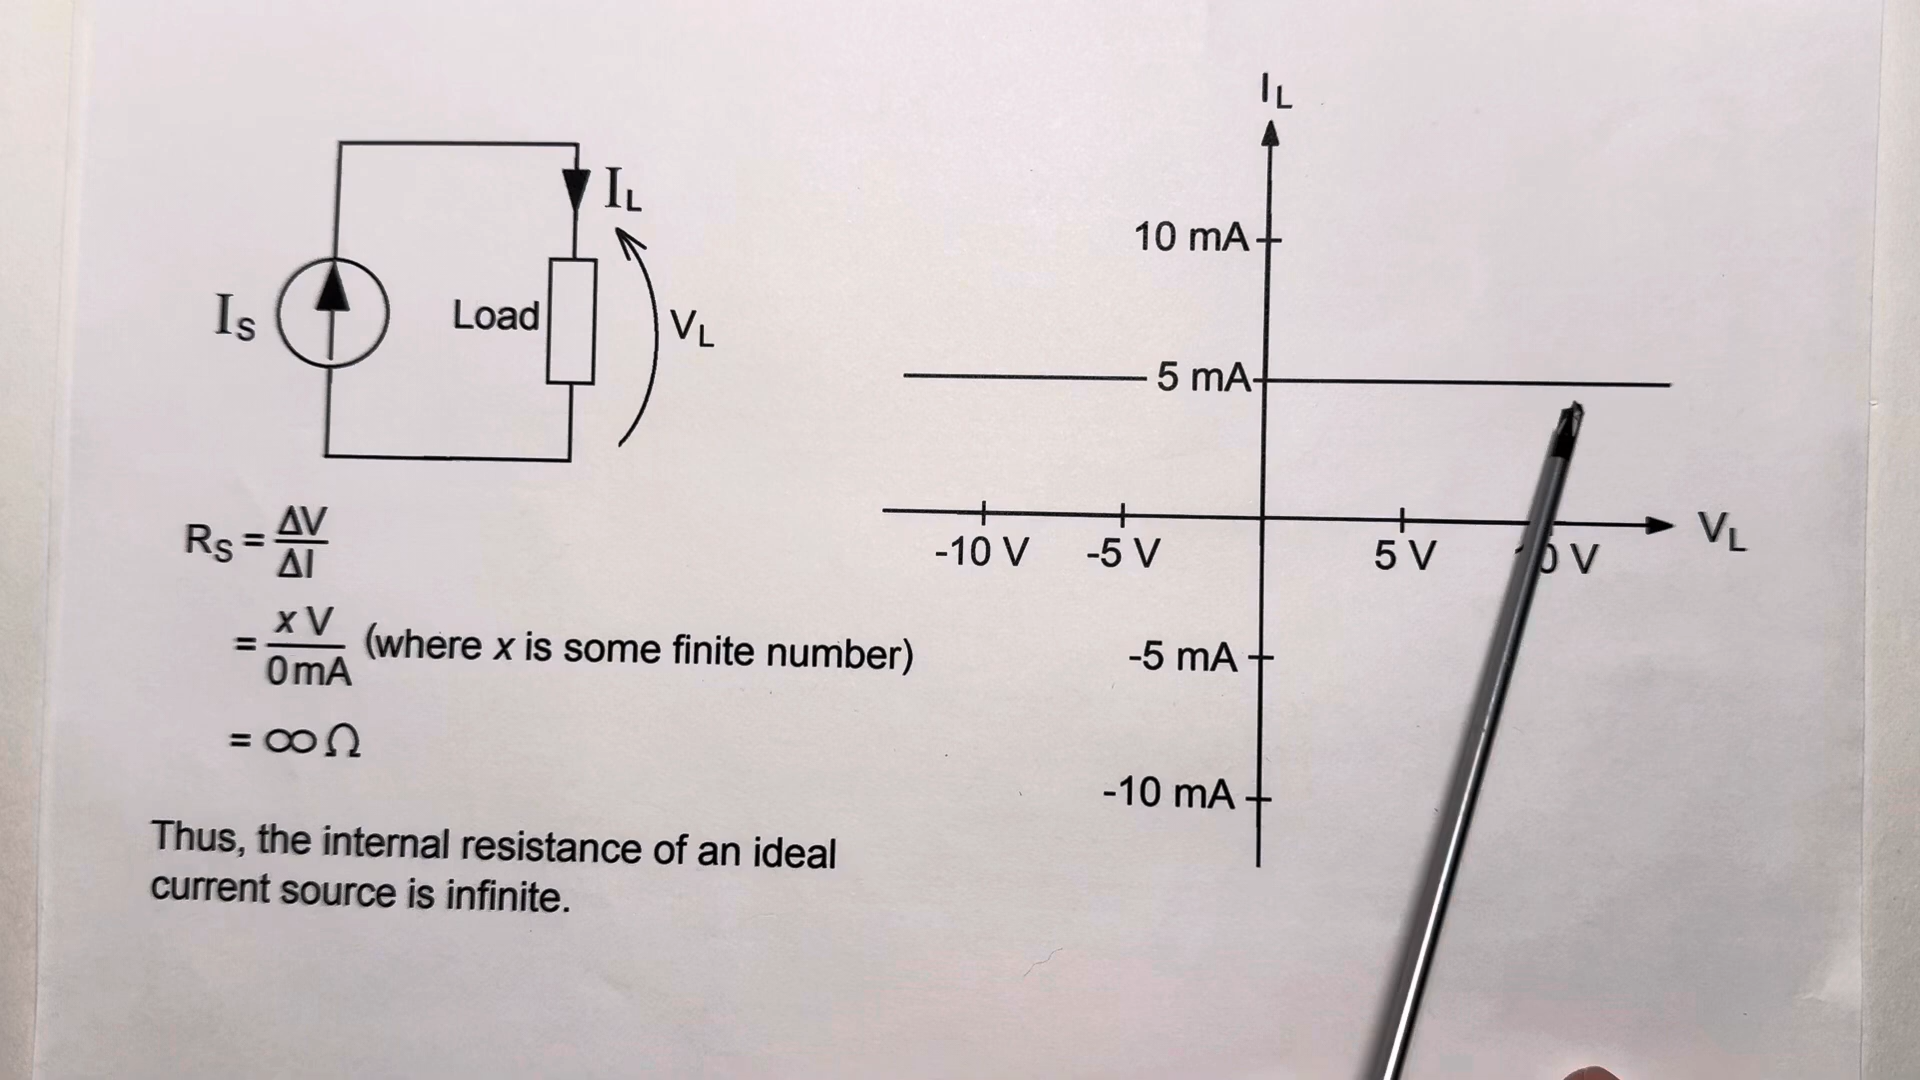 IL
IS
Load
VL
RS = ΔV/ΔI
= x V/0 mA (where x is some finite number)
= ∞ Ω
Thus, the internal resistance of an ideal
current source is infinite.
IL
10 mA
5 mA
-10 V -5 V 5 V V
VL
-5 mA
-10 mA